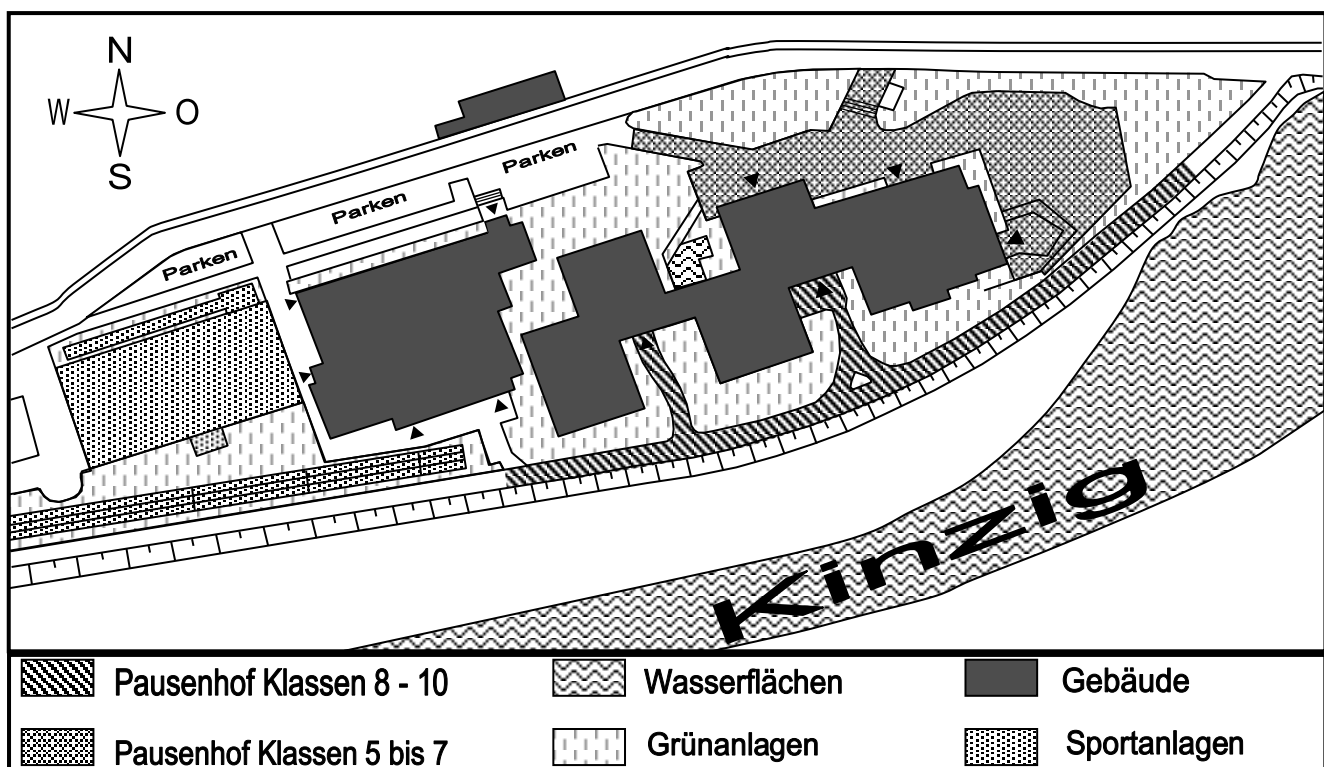 N
W
O
S
Parken
Parken
Parken
Kinzig
Pausenhof Klassen 8 - 10
Wasserflächen
Gebäude
Pausenhof Klassen 5 bis 7
Grünanlagen
Sportanlagen